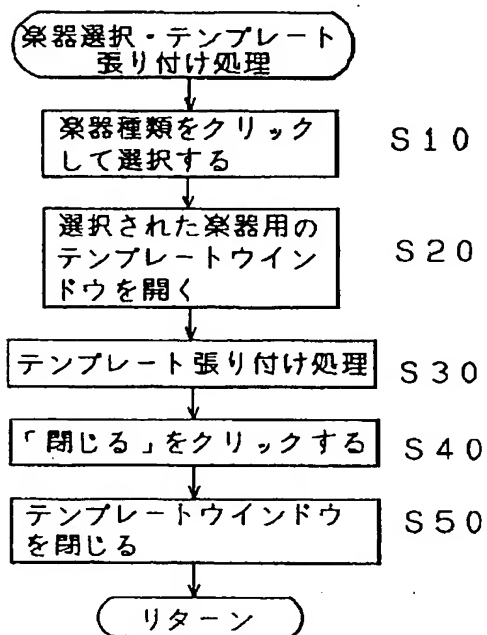 楽器選択・テンプレート
張り付け処理
楽器種類をクリック
して選択する
S10
選択された楽器用の
テンプレートウイン
ドウを開く
S20
テンプレート張り付け処理
S30
「閉じる」をクリックする
S40
テンプレートウインドウ
を閉じる
S50
リターン